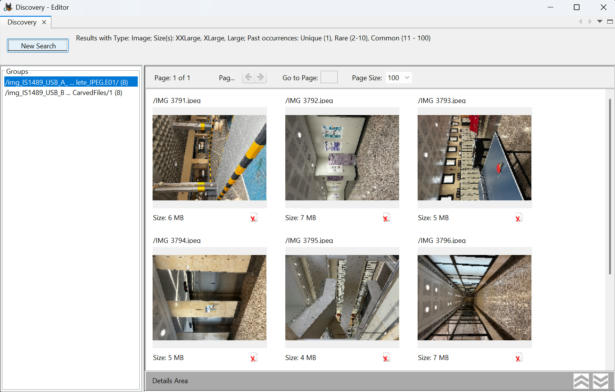 Discovery - Editor
Discovery
New Search
Results with Type: Image; Size(s): XXLarge, XLarge, Large; Past occurrences: Unique (1), Rare (2-10), Common (11 - 100)
Groups
/img_IS1489_USB_A_ ... lete_JPEG.E01/ (8)
/img_IS1489_USB_B ... CarvedFiles/1 (8)
Page: 1 of 1
Pag...
Go to Page:
Page Size: 100
/IMG 3791.jpeg
/IMG 3792.jpeg
/IMG 3793.jpeg
Size: 6 MB
Size: 7 MB
Size: 5 MB
/IMG 3794.jpeg
/IMG 3795.jpeg
/IMG 3796.jpeg
Size: 5 MB
Size: 4 MB
Size: 7 MB
Details Area